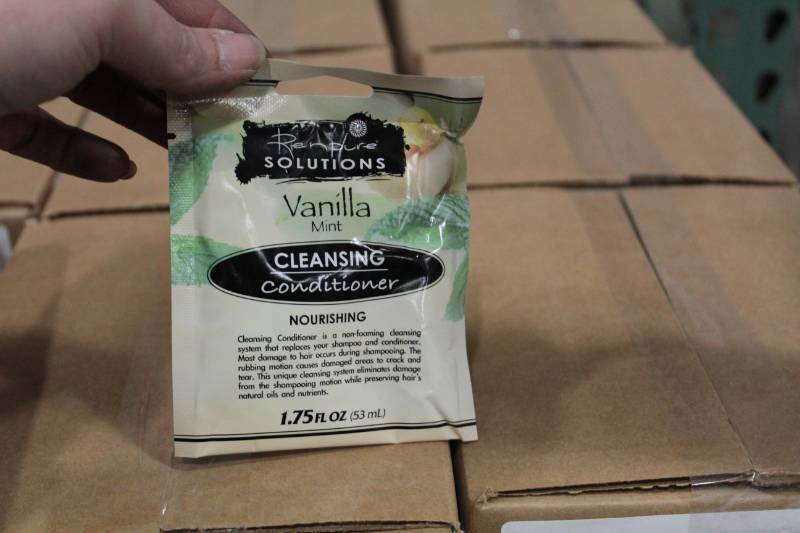 Renpure
SOLUTIONS
Vanilla
Mint
CLEANSING
Conditioner
NOURISHING
Cleansing Conditioner is a non-foaming cleansing
system that replaces your shampoo and conditioner.
Most damage to hair occurs during shampooing. The
rubbing motion causes damaged areas to crack and
tear. This unique cleansing system eliminates damage
from the shampooing motion while preserving hair's
natural oils and nutrients.
1.75 FL OZ (53 mL)